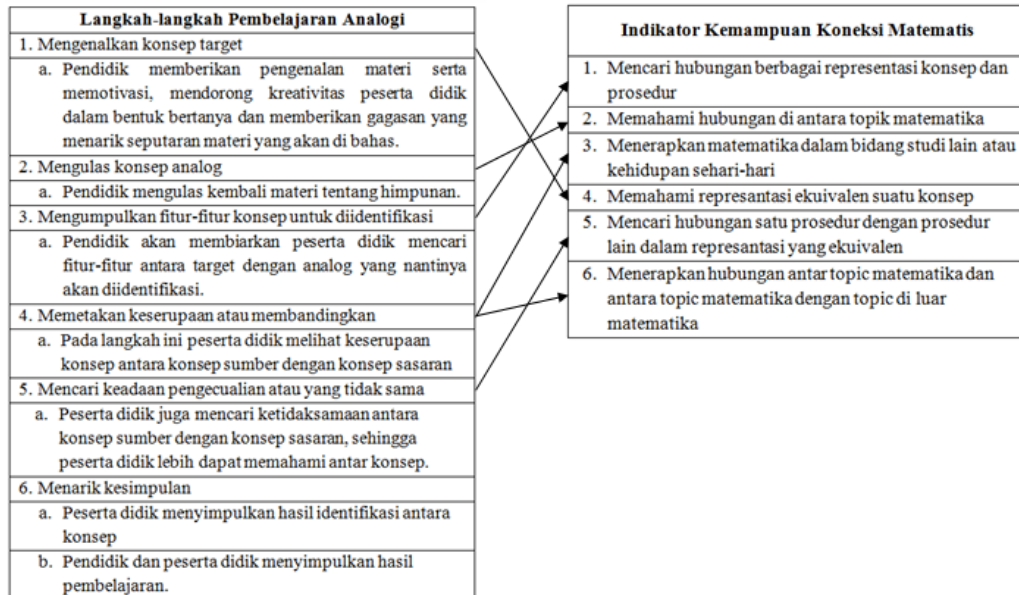 Langkah-langkah Pembelajaran Analogi
1. Mengenalkan konsep target
a. Pendidik memberikan pengenalan materi serta
memotivasi, mendorong kreativitas peserta didik
dalam bentuk bertanya dan memberikan gagasan yang
menarik seputaran materi yang akan di bahas.
2. Mengulas konsep analog
a. Pendidik mengulas kembali materi tentang himpunan.
3. Mengumpulkan fitur-fitur konsep untuk diidentifikasi
a. Pendidik akan membiarkan peserta didik mencari
fitur-fitur antara target dengan analog yang nantinya
akan diidentifikasi.
4. Memetakan keserupaan atau membandingkan
a. Pada langkah ini peserta didik melihat keserupaan
konsep antara konsep sumber dengan konsep sasaran
5. Mencari keadaan pengecualian atau yang tidak sama
a. Peserta didik juga mencari ketidaksamaan antara
konsep sumber dengan konsep sasaran, sehingga
peserta didik lebih dapat memahami antar konsep.
6. Menarik kesimpulan
a. Peserta didik menyimpulkan hasil identifikasi antara
konsep
b. Pendidik dan peserta didik menyimpulkan hasil
pembelajaran.
Indikator Kemampuan Koneksi Matematis
1. Mencari hubungan berbagai representasi konsep dan
prosedur
2. Memahami hubungan di antara topik matematika
3. Menerapkan matematika dalam bidang studi lain atau
kehidupan sehari-hari
4. Memahami represantasi ekuivalen suatu konsep
5. Mencari hubungan satu prosedur dengan prosedur
lain dalam represantasi yang ekuivalen
6. Menerapkan hubungan antar topic matematika dan
antara topic matematika dengan topic di luar
matematika